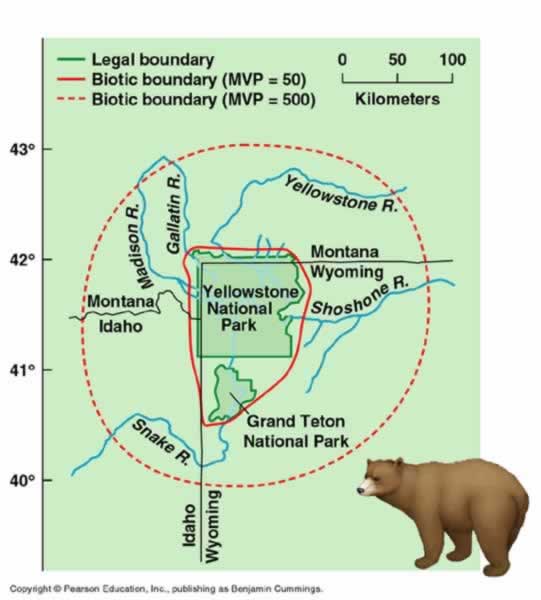 Legal boundary
Biotic boundary (MVP = 50)
Biotic boundary (MVP = 500)
0 50 100
Kilometers
43°
42°
41°
40°
Madison R.
Gallatin R.
Yellowstone R.
Montana
Wyoming
Shoshone R.
Montana
Idaho
Yellowstone
National
Park
Grand Teton
National Park
Snake R.
Idaho
Wyoming
Copyright © Pearson Education, Inc., publishing as Benjamin Cummings.